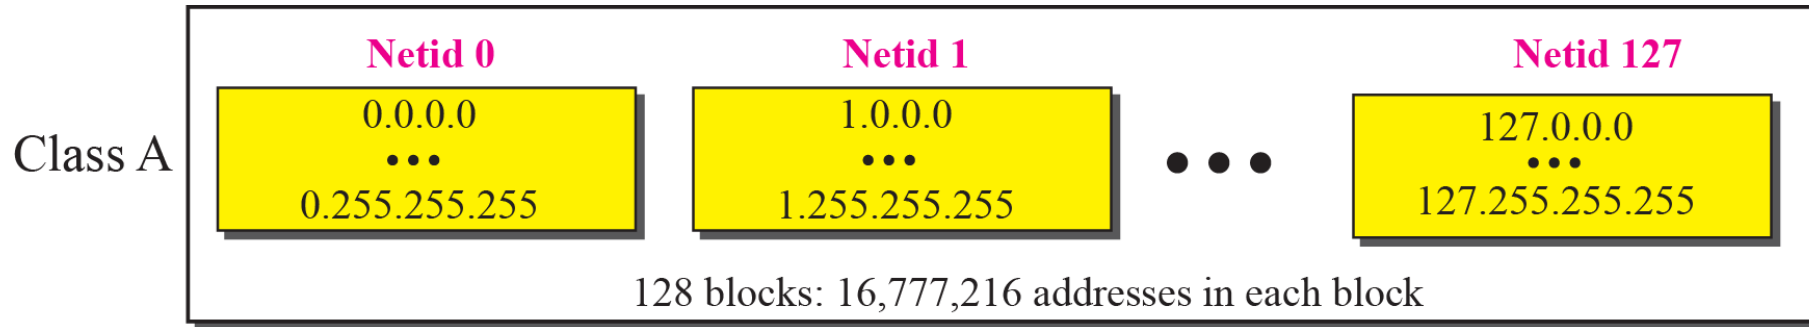 Netid 0
Netid 1
Netid 127
Class A
0.0.0.0
•••
0.255.255.255
1.0.0.0
•••
1.255.255.255
•••
127.0.0.0
•••
127.255.255.255
128 blocks: 16,777,216 addresses in each block